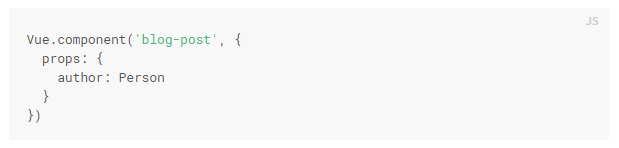 JS
Vue.component('blog-post', {
  props: {
    author: Person
  }
})